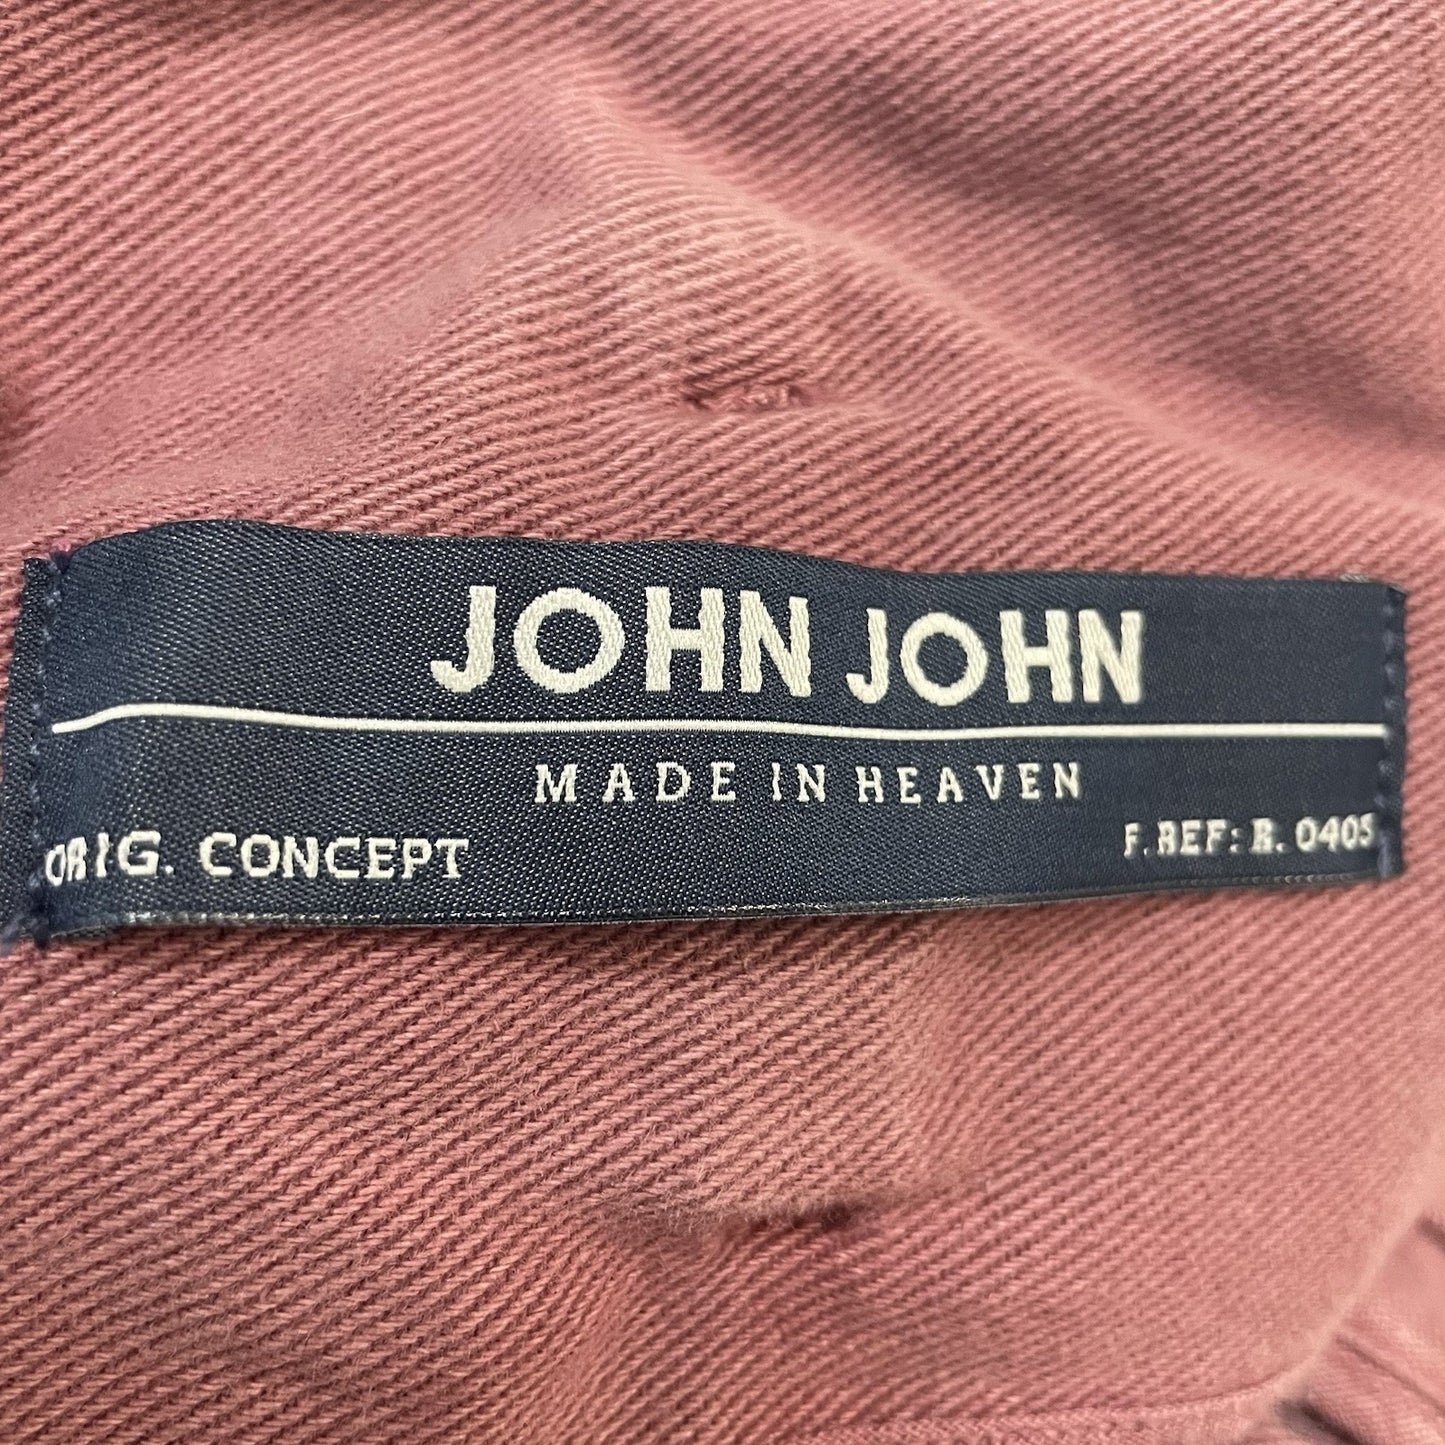 JOHN JOHN
MADE IN HEAVEN
ORIG. CONCEPT
F. REF: R. 0405